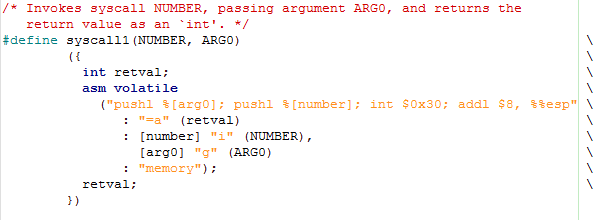 /* Invokes syscall NUMBER, passing argument ARG0, and returns the
   return value as an `int'. */
#define syscall1(NUMBER, ARG0)                                           \
        ({                                                               \
          int retval;                                                    \
          asm volatile                                                   \
            ("pushl %[arg0]; pushl %[number]; int $0x30; addl $8, %%esp" \
               : "=a" (retval)                                           \
               : [number] "i" (NUMBER),                                  \
                 [arg0] "g" (ARG0)                                       \
               : "memory");                                              \
          retval;                                                        \
        })